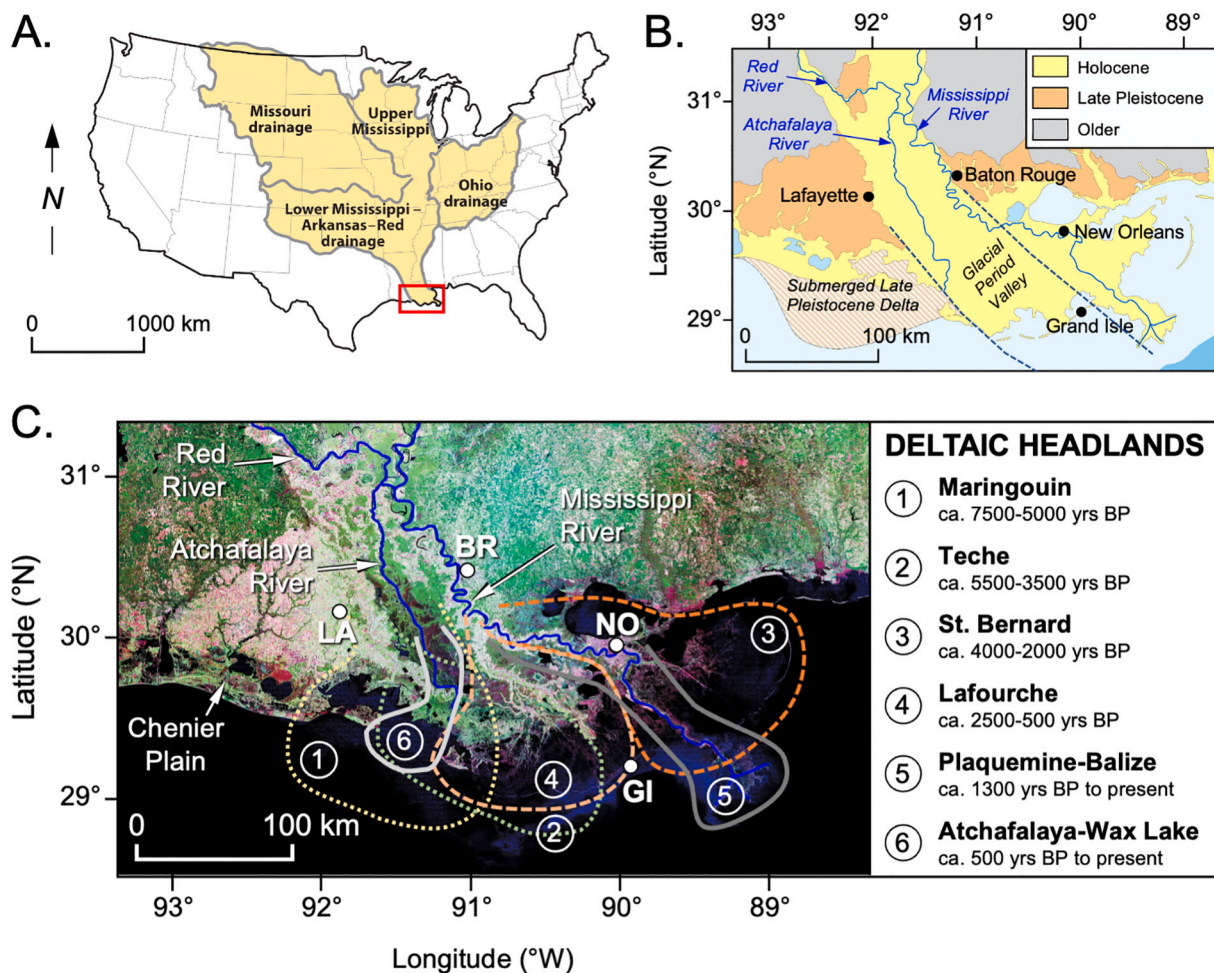 A.
N
Missouri
drainage
Upper
Mississippi
Ohio
drainage
Lower Mississippi –
Arkansas–Red
drainage
0
1000 km
B.
93°
92°
91°
90°
89°
Latitude (°N)
31°
30°
29°
Red
River
Mississippi
River
Atchafalaya
River
Holocene
Late Pleistocene
Older
Baton Rouge
Lafayette
New Orleans
Glacial
Period
Valley
Submerged Late
Pleistocene Delta
Grand Isle
0
100 km
C.
Latitude (°N)
31°
30°
29°
Red
River
Atchafalaya
River
Mississippi
River
BR
LA
NO
GI
Chenier
Plain
1
2
3
4
5
6
0
100 km
93°
92°
91°
90°
89°
Longitude (°W)
DELTAIC HEADLANDS
1 Maringouin
ca. 7500-5000 yrs BP
2 Teche
ca. 5500-3500 yrs BP
3 St. Bernard
ca. 4000-2000 yrs BP
4 Lafourche
ca. 2500-500 yrs BP
5 Plaquemine-Balize
ca. 1300 yrs BP to present
6 Atchafalaya-Wax Lake
ca. 500 yrs BP to present